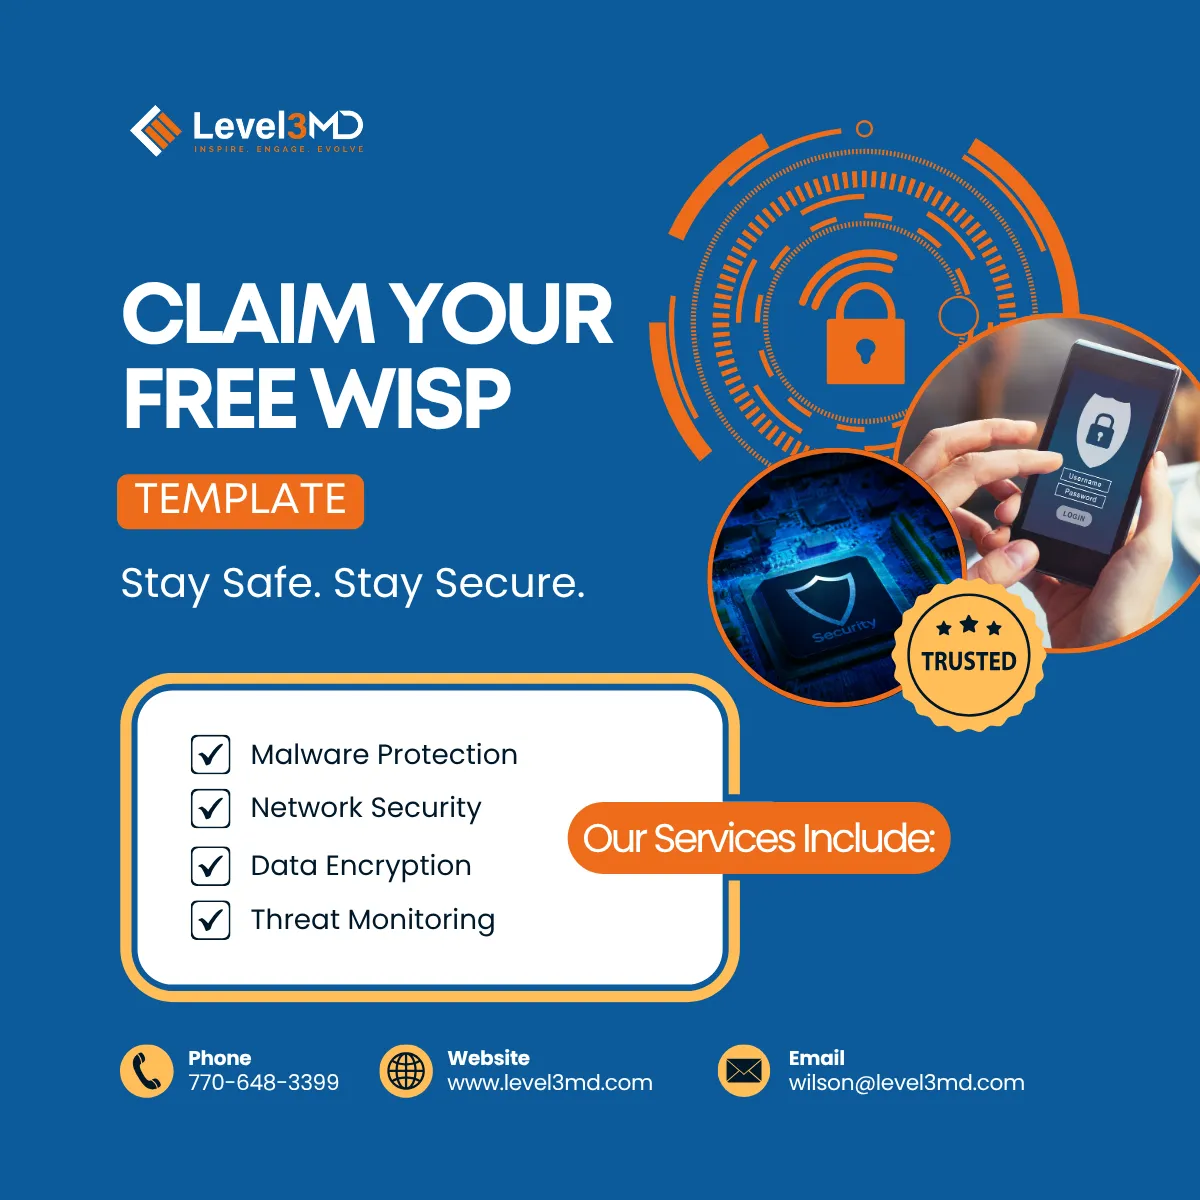 Level3MD
INSPIRE. ENGAGE. EVOLVE
CLAIM YOUR
FREE WISP
TEMPLATE
Stay Safe. Stay Secure.
Username
Password
LOGIN
Security
TRUSTED
Our Services Include:
Malware Protection
Network Security
Data Encryption
Threat Monitoring
Phone
770-648-3399
Website
www.level3md.com
Email
wilson@level3md.com